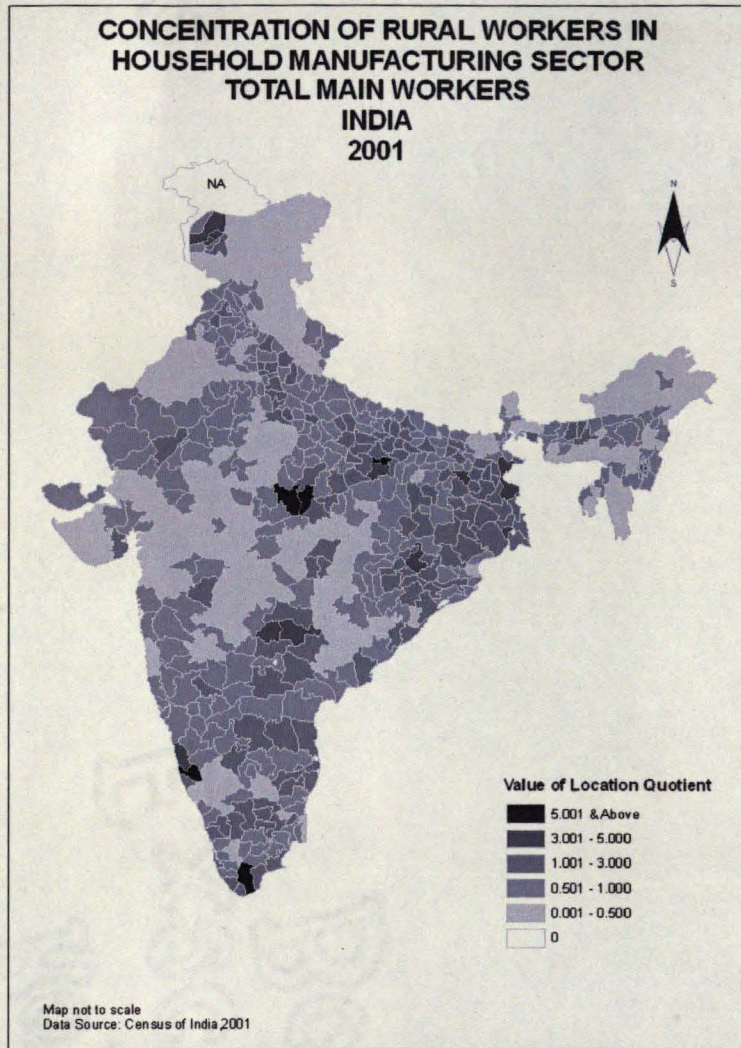 CONCENTRATION OF RURAL WORKERS IN
HOUSEHOLD MANUFACTURING SECTOR
TOTAL MAIN WORKERS
INDIA
2001
NA
N
S
Value of Location Quotient
5.001 & Above
3.001 - 5.000
1.001 - 3.000
0.501 - 1.000
0.001 - 0.500
0
Map not to scale
Data Source: Census of India,2001